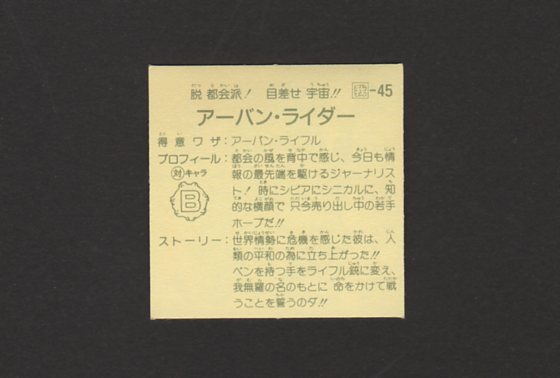 脱 都会派! 目差せ 宇宙!! -45
アーバン・ライダー
得意ワザ:アーバン・ライフル
プロフィール:都会の風を背中で感じ、今日も情
対キャラ 報の最先端を駆けるジャーナリス
B ト! 時にシビアにシニカルに、知
的な横顔で 只今売り出し中の若手
ホープだ!!
ストーリー:世界情勢に危機を感じた彼は、人
類の平和の為に立ち上がった!!
ペンを持つ手をライフル銃に変え、
我無羅の名のもとに 命をかけて戦
うことを誓うのダ!!